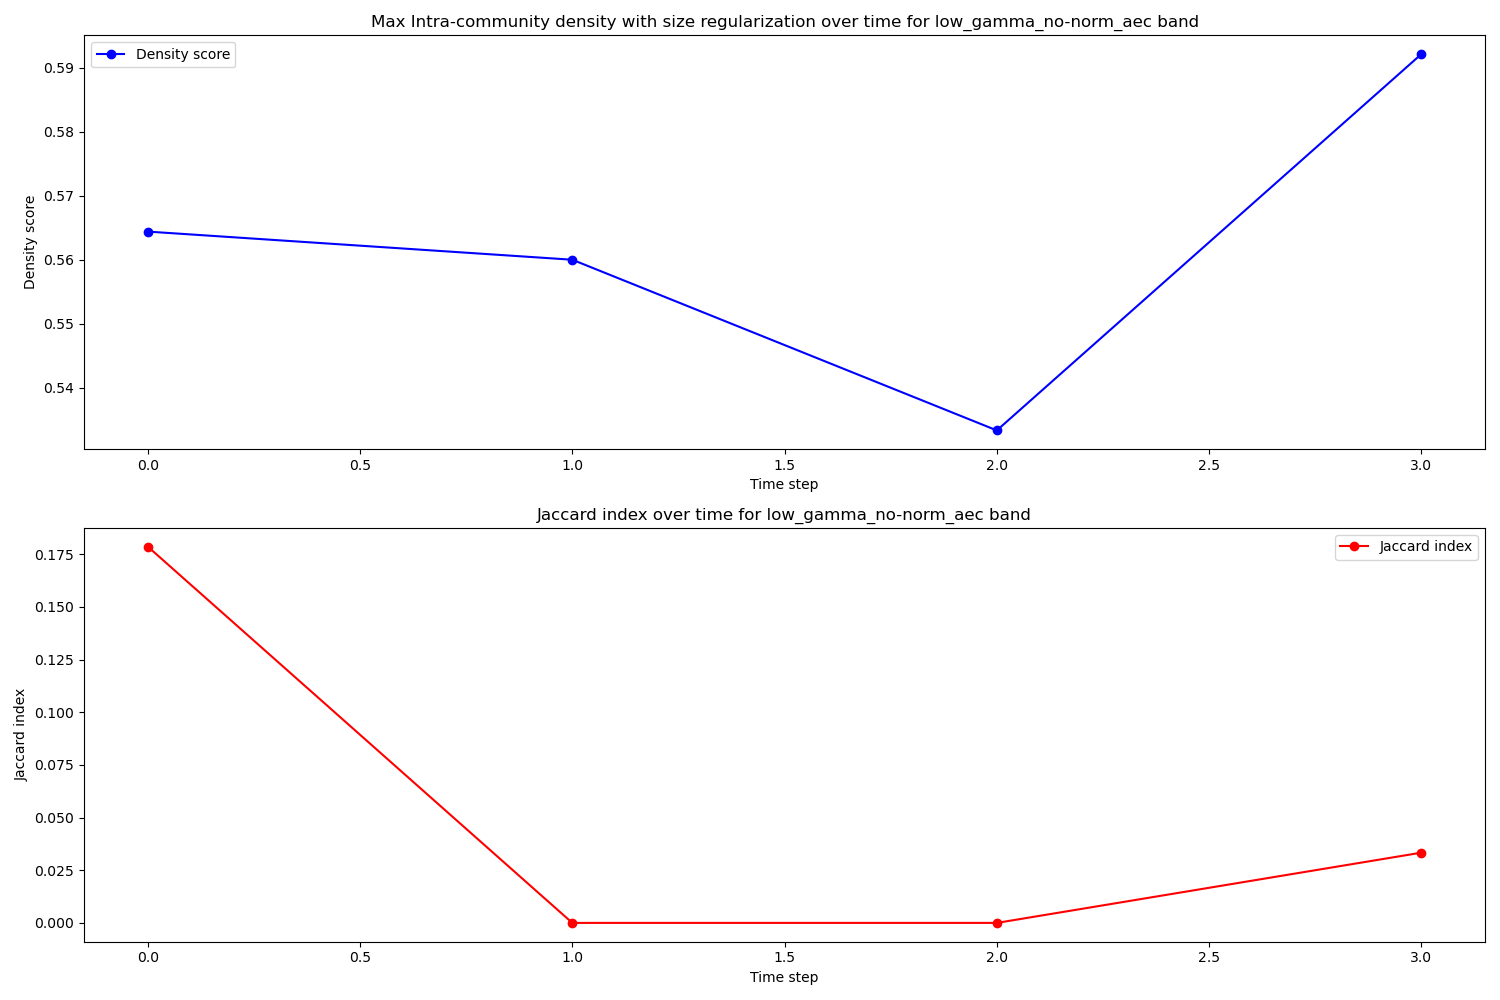 Max Intra-community density with size regularization over time for low_gamma_no-norm_aec band
Density score
0.59
0.58
0.57
0.56
0.55
0.54
Density score
0.0 0.5 1.0 1.5 2.0 2.5 3.0
Time step
Jaccard index over time for low_gamma_no-norm_aec band
Jaccard index
0.175
0.150
0.125
0.100
0.075
0.050
0.025
0.000
Jaccard index
0.0 0.5 1.0 1.5 2.0 2.5 3.0
Time step